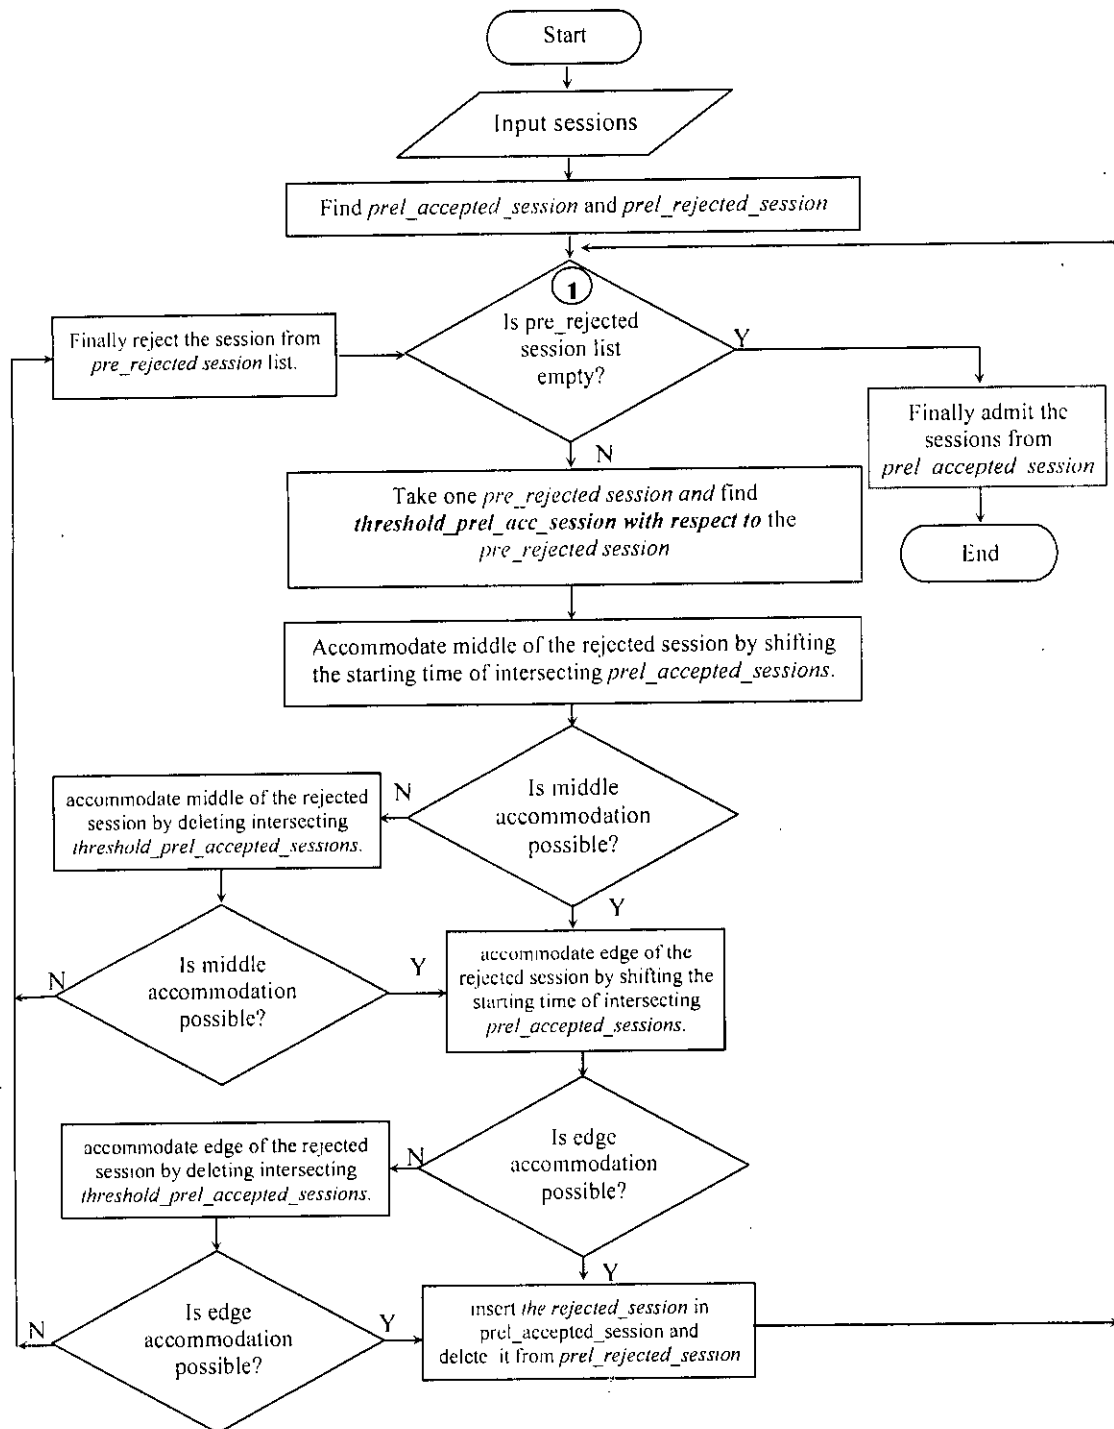 Start
Input sessions
Find prel_accepted_session and prel_rejected_session
1
Is pre_rejected
session list
empty?
Y
N
Finally reject the session from
pre_rejected session list.
Finally admit the
sessions from
prel accepted session
End
Take one pre_rejected session and find
threshold_prel_acc_session with respect to the
pre_rejected session
Accommodate middle of the rejected session by shifting
the starting time of intersecting prel_accepted_sessions.
Is middle
accommodation
possible?
N
Y
accommodate middle of the rejected
session by deleting intersecting
threshold_prel_accepted_sessions.
Is middle
accommodation
possible?
N
Y
accommodate edge of the
rejected session by shifting the
starting time of intersecting
prel_accepted_sessions.
Is edge
accommodation
possible?
N
Y
accommodate edge of the rejected
session by deleting intersecting
threshold_prel_accepted_sessions.
Is edge
accommodation
possible?
N
Y
insert the rejected_session in
prel_accepted_session and
delete it from prel_rejected_session